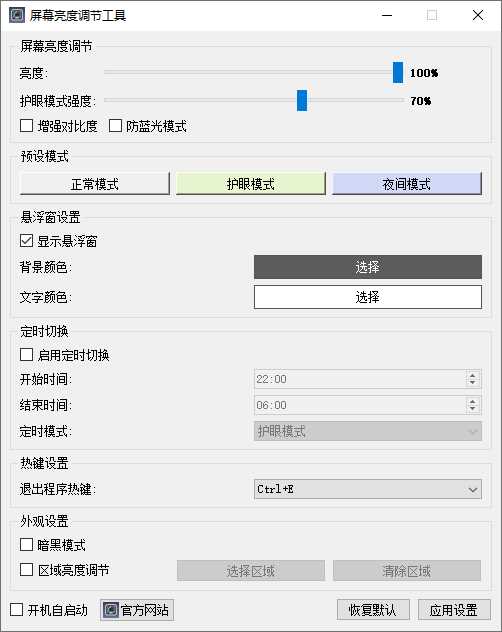 屏幕亮度调节工具
屏幕亮度调节
亮度: 100%
护眼模式强度: 70%
增强对比度 防蓝光模式
预设模式
正常模式 护眼模式 夜间模式
悬浮窗设置
显示悬浮窗
背景颜色: 选择
文字颜色: 选择
定时切换
启用定时切换
开始时间: 22:00
结束时间: 06:00
定时模式: 护眼模式
热键设置
退出程序热键: Ctrl+E
外观设置
暗黑模式
区域亮度调节 选择区域 清除区域
开机自启动 官方网站 恢复默认 应用设置